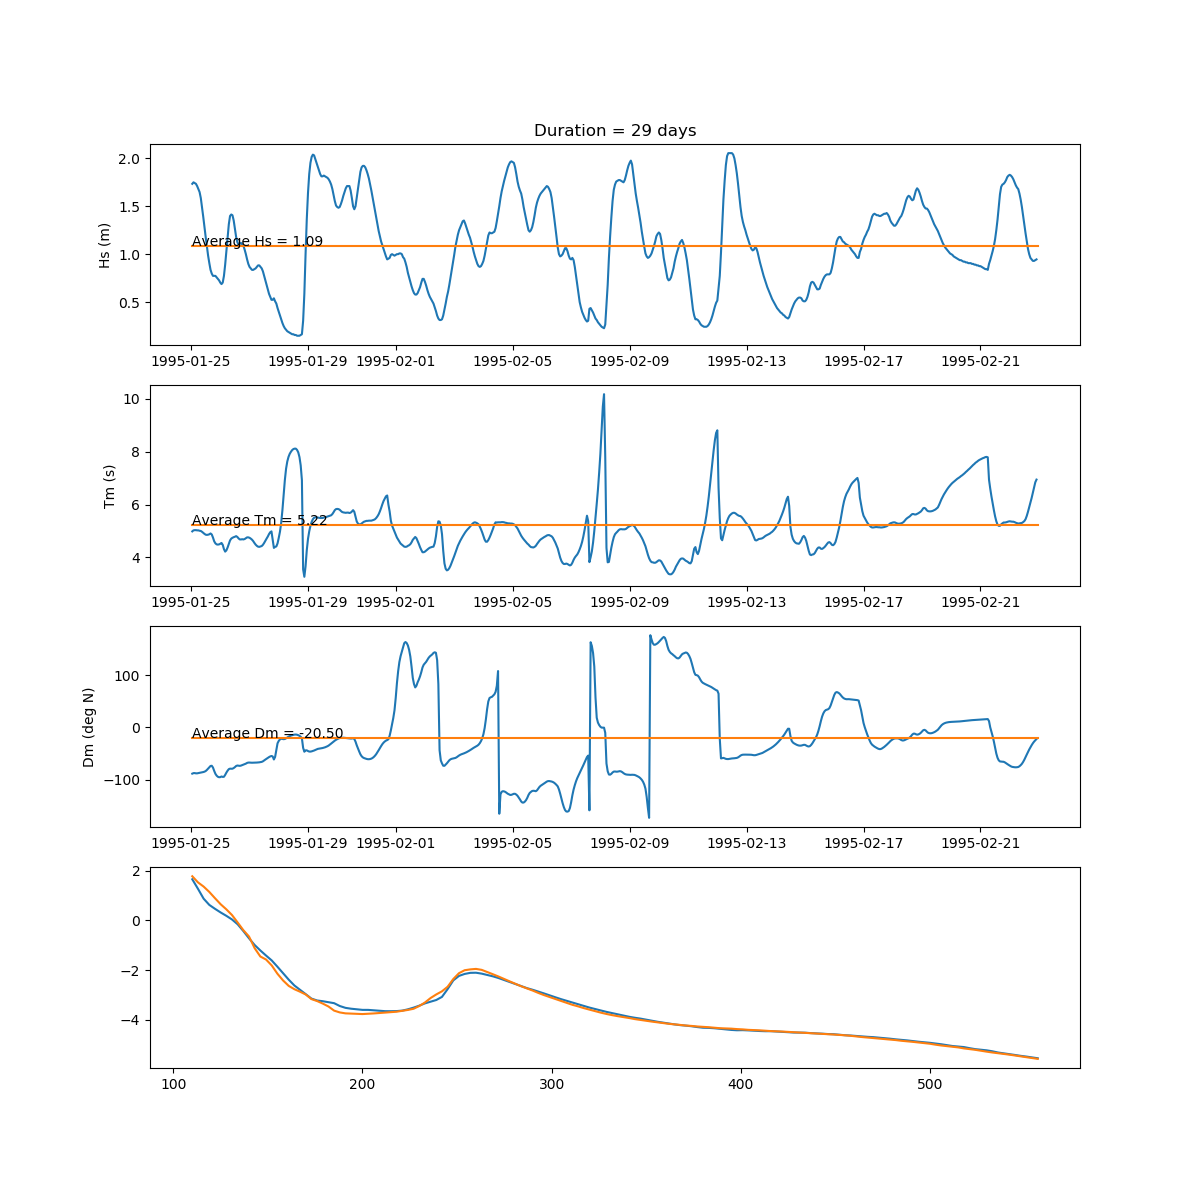 Duration = 29 days
2.0
1.5
1.0
0.5
Hs (m)
Average Hs = 1.09
1995-01-25 1995-01-29 1995-02-01 1995-02-05 1995-02-09 1995-02-13 1995-02-17 1995-02-21
10
8
6
4
Tm (s)
Average Tm = 5.22
1995-01-25 1995-01-29 1995-02-01 1995-02-05 1995-02-09 1995-02-13 1995-02-17 1995-02-21
100
0
−100
Dm (deg N)
Average Dm = -20.50
1995-01-25 1995-01-29 1995-02-01 1995-02-05 1995-02-09 1995-02-13 1995-02-17 1995-02-21
2
0
−2
−4
100 200 300 400 500